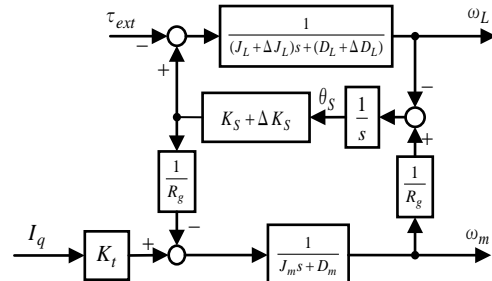 τ_ext − 1 / ((J_L + ΔJ_L)s + (D_L + ΔD_L)) ω_L
+ −
K_S + ΔK_S θ_S 1/s +
1/R_g 1/R_g
I_q K_t + − 1 / (J_m s + D_m) ω_m